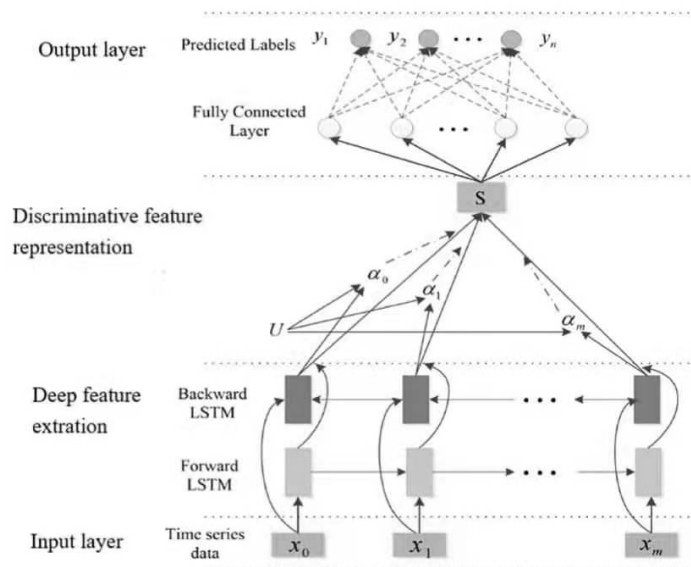 Output layer
Predicted Labels
y1 y2 ··· yn
Fully Connected
Layer
···
S
Discriminative feature
representation
α0
α1
U
αm
Deep feature
extration
Backward
LSTM
···
Forward
LSTM
···
Input layer
Time series
data
x0 x1 xm